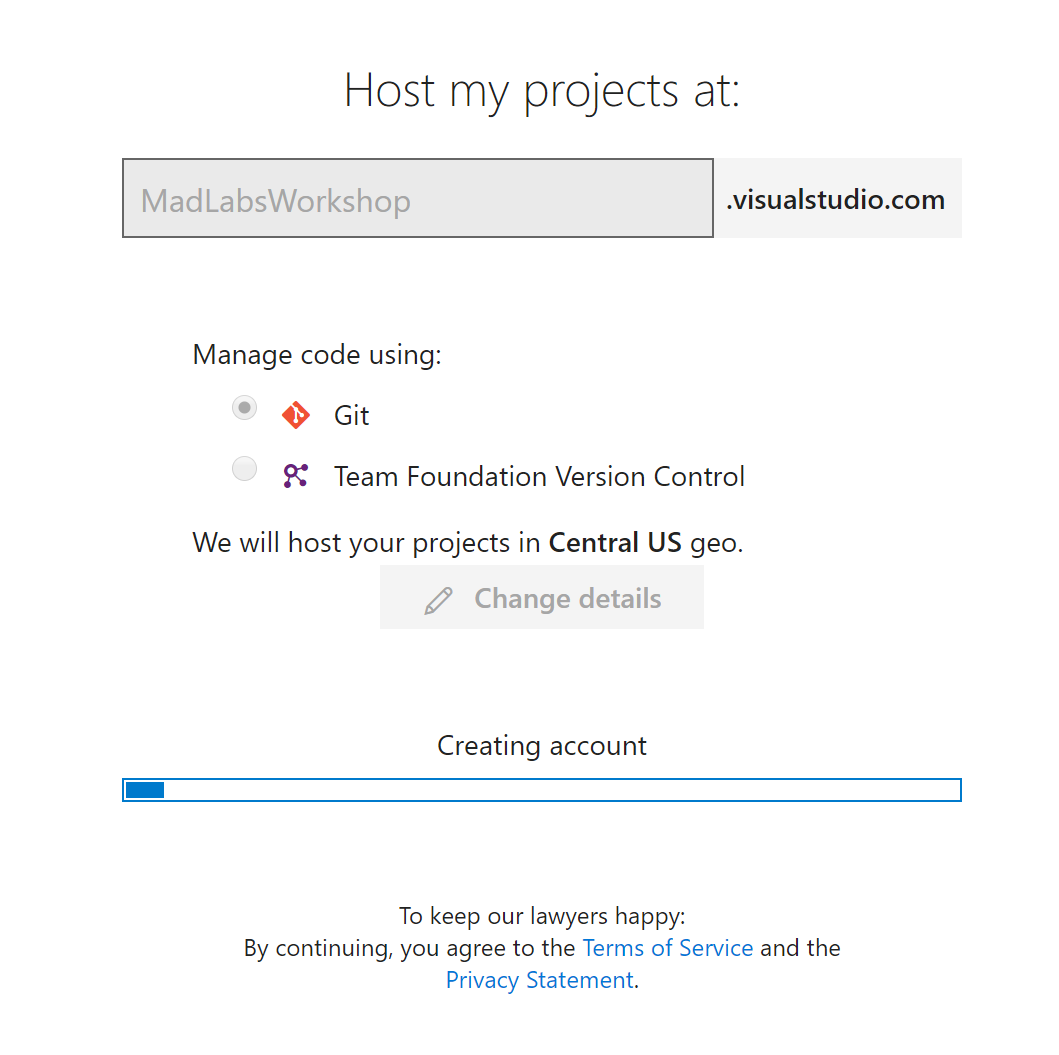 Host my projects at:
MadLabsWorkshop .visualstudio.com
Manage code using:
Git
Team Foundation Version Control
We will host your projects in Central US geo.
Change details
Creating account
To keep our lawyers happy:
By continuing, you agree to the Terms of Service and the
Privacy Statement.